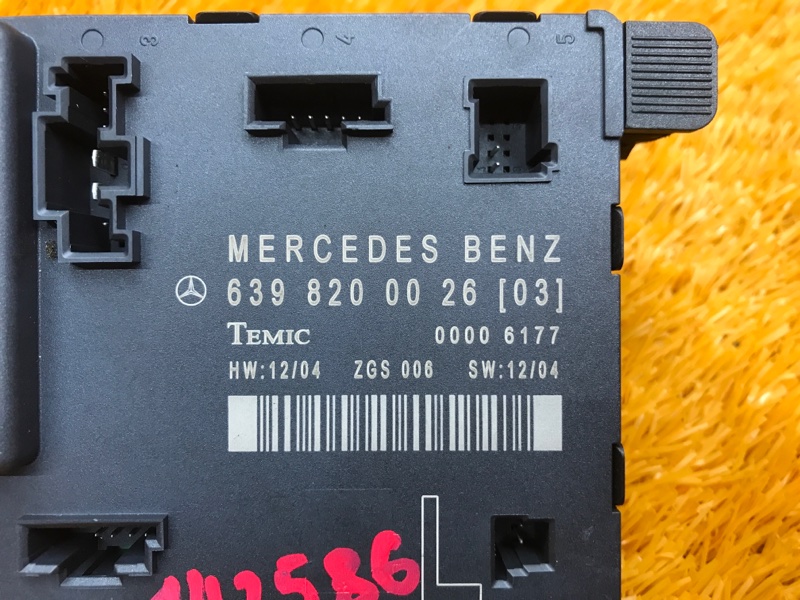 3 4 5
MERCEDES BENZ
639 820 00 26 [03]
TEMIC 0000 6177
HW:12/04 ZGS 006 SW:12/04
L